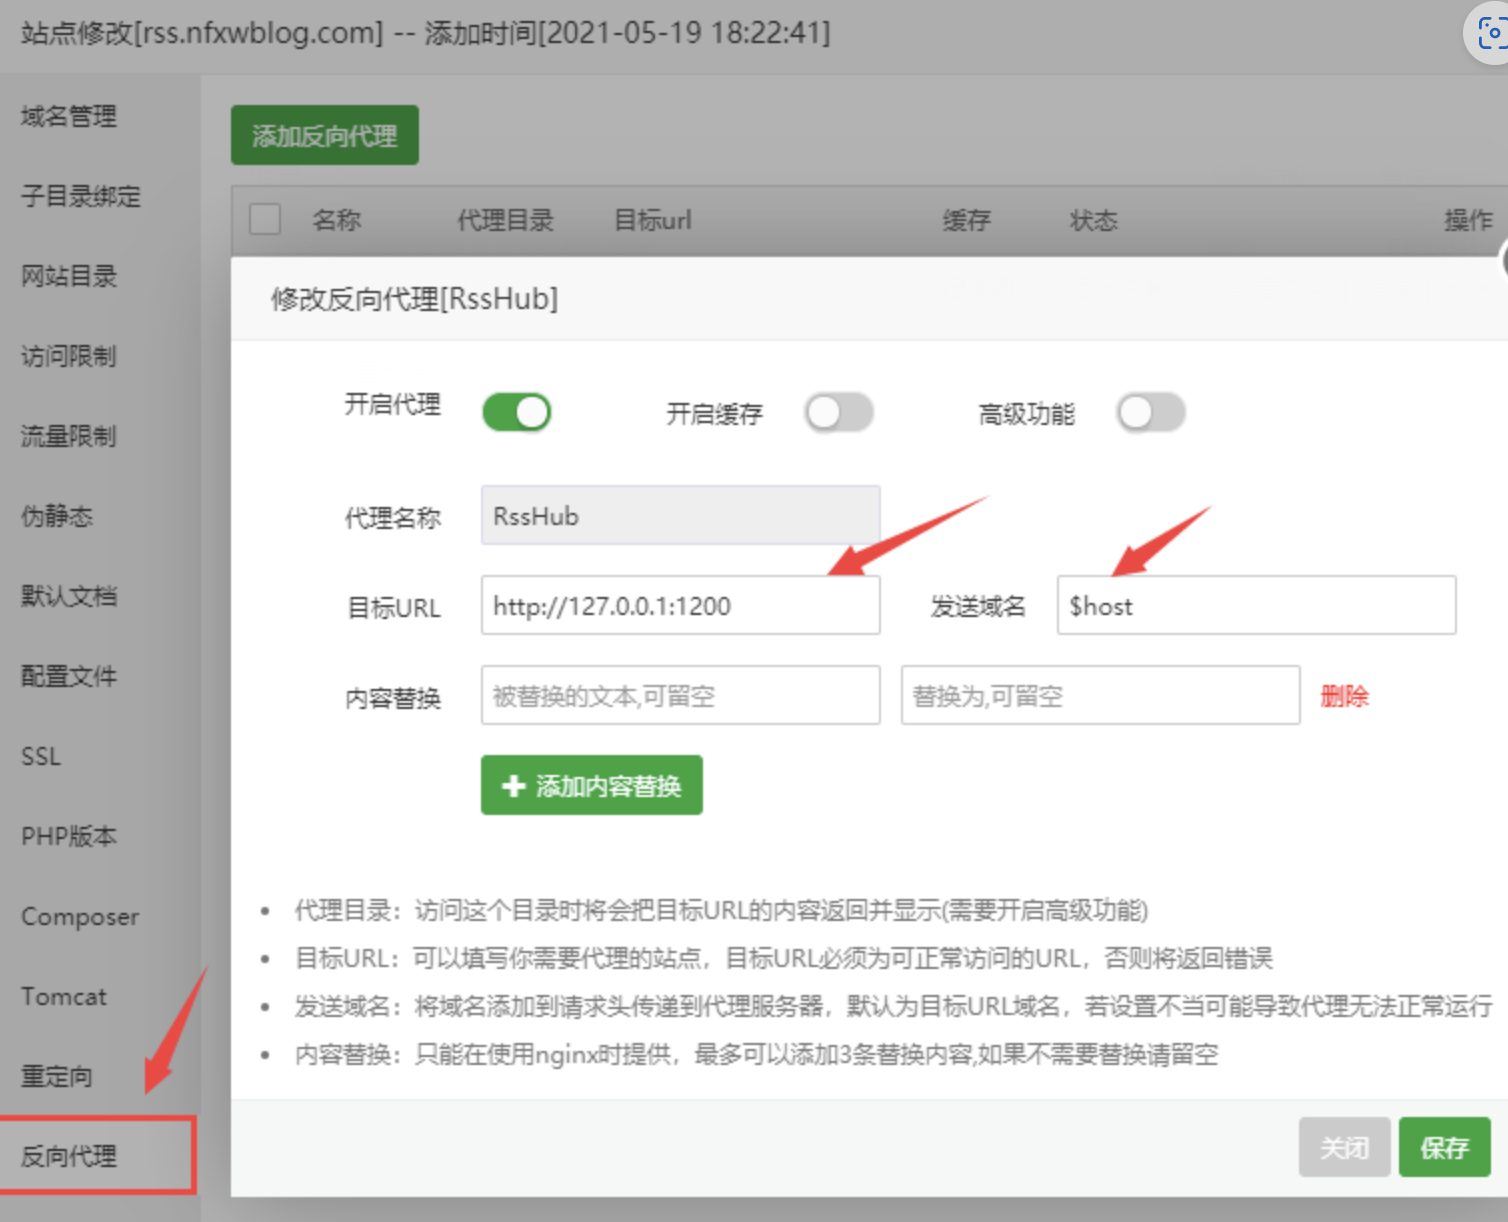 站点修改[rss.nfxwblog.com] -- 添加时间[2021-05-19 18:22:41]
域名管理
子目录绑定
网站目录
访问限制
流量限制
伪静态
默认文档
配置文件
SSL
PHP版本
Composer
Tomcat
重定向
反向代理
添加反向代理
名称 代理目录 目标url 缓存 状态 操作
修改反向代理[RssHub]
开启代理 开启缓存 高级功能
代理名称 RssHub
目标URL http://127.0.0.1:1200 发送域名 $host
内容替换 被替换的文本,可留空 替换为,可留空 删除
添加内容替换
代理目录：访问这个目录时将会把目标URL的内容返回并显示(需要开启高级功能)
目标URL：可以填写你需要代理的站点，目标URL必须为可正常访问的URL，否则将返回错误
发送域名：将域名添加到请求头传递到代理服务器，默认为目标URL域名，若设置不当可能导致代理无法正常运行
内容替换：只能在使用nginx时提供，最多可以添加3条替换内容,如果不需要替换请留空
关闭 保存